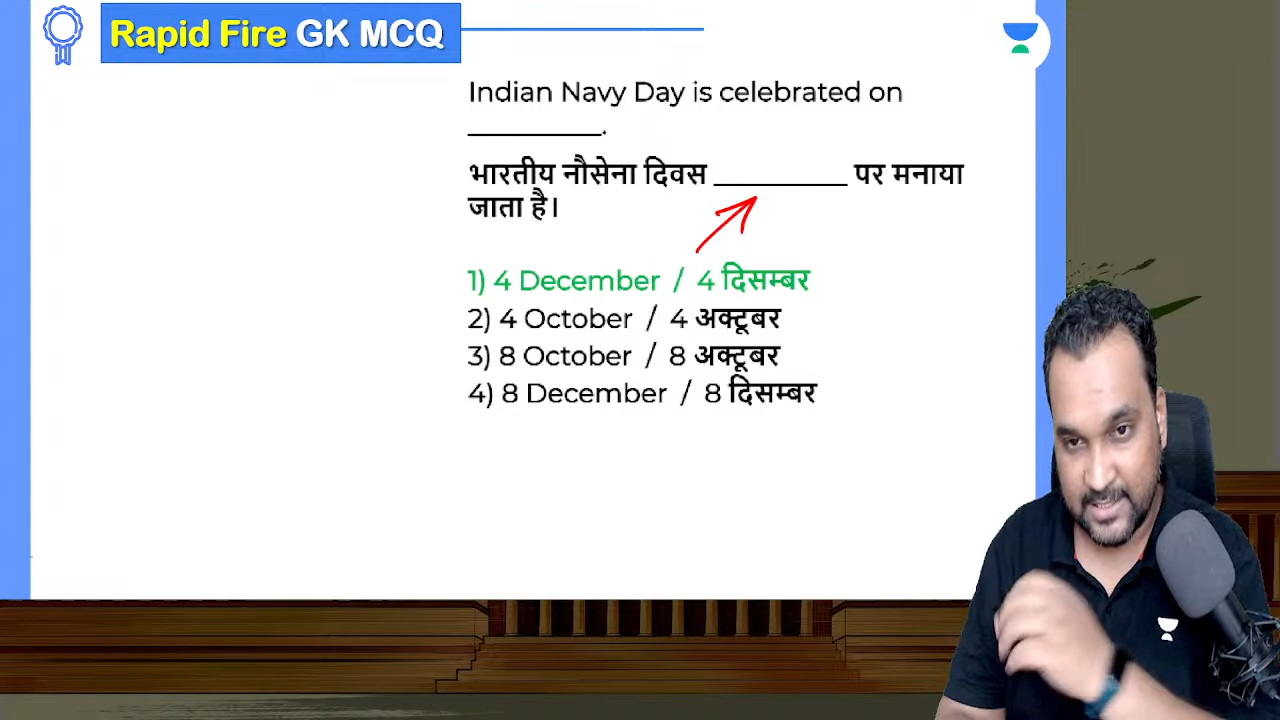 Rapid Fire GK MCQ
Indian Navy Day is celebrated on
__________.
भारतीय नौसेना दिवस __________ पर मनाया
जाता है।
1) 4 December / 4 दिसम्बर
2) 4 October / 4 अक्टूबर
3) 8 October / 8 अक्टूबर
4) 8 December / 8 दिसम्बर